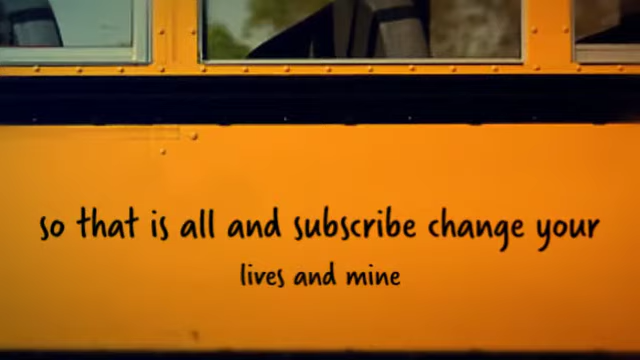 so that is all and subscribe change your
lives and mine